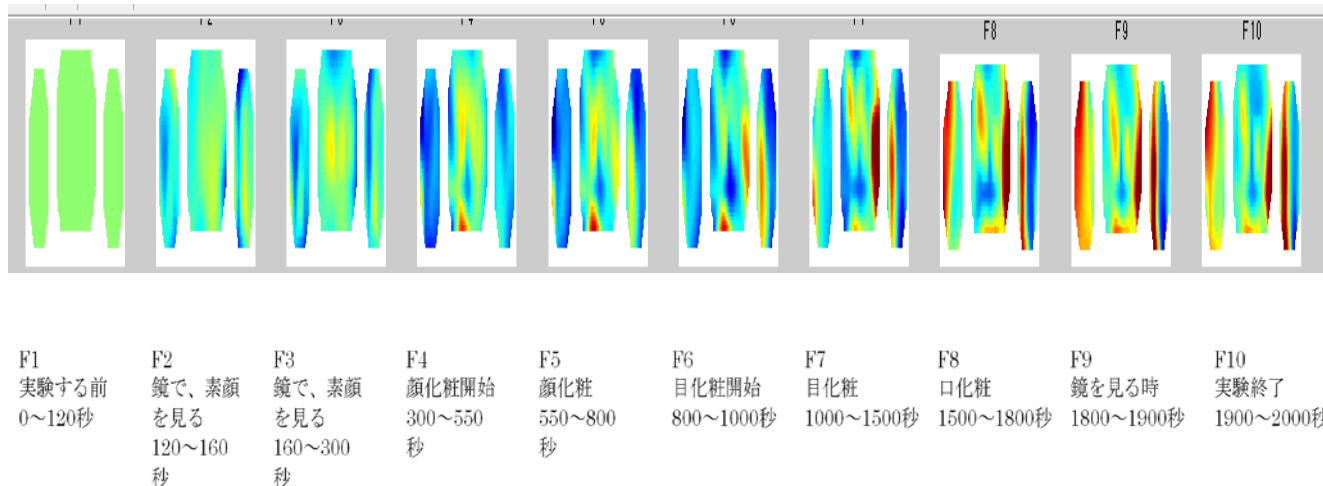 F8
F9
F10
F1
実験する前
0～120秒
F2
鏡で、素顔
を見る
120～160
秒
F3
鏡で、素顔
を見る
160～300
秒
F4
顔化粧開始
300～550
秒
F5
顔化粧
550～800
秒
F6
目化粧開始
800～1000秒
F7
目化粧
1000～1500秒
F8
口化粧
1500～1800秒
F9
鏡を見る時
1800～1900秒
F10
実験終了
1900～2000秒